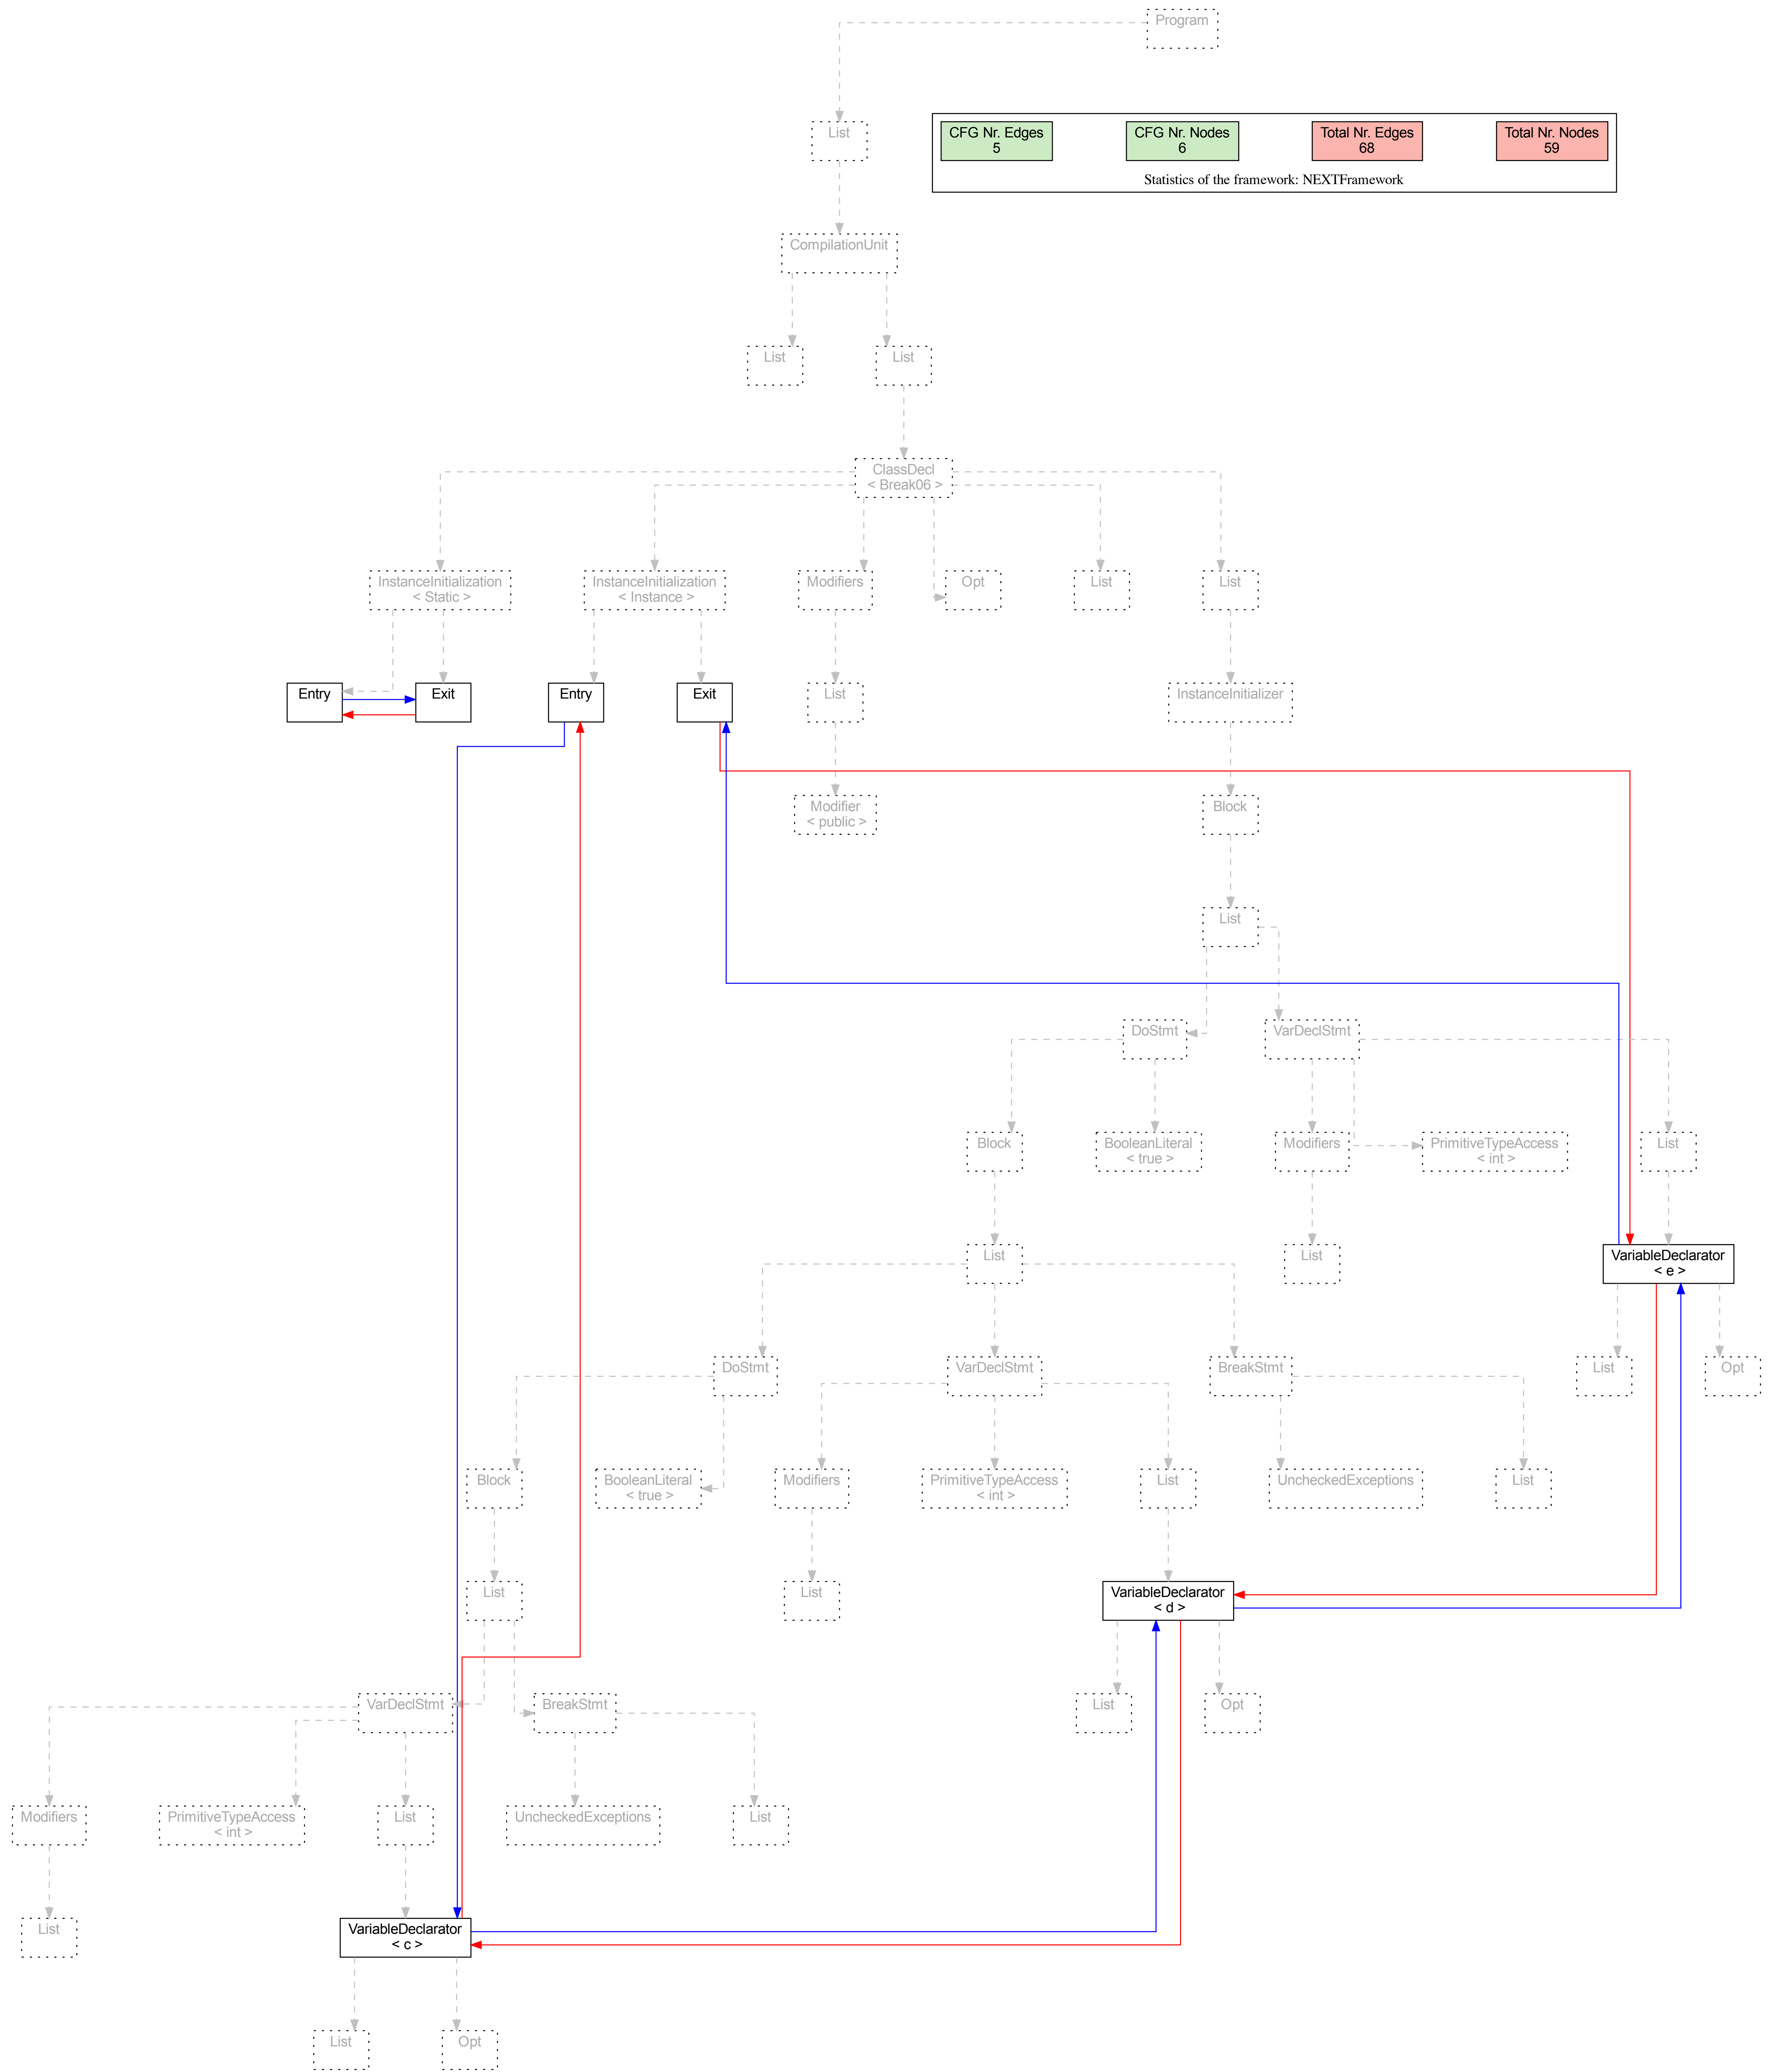 Program
List
CFG Nr. Edges
5
CFG Nr. Nodes
6
Total Nr. Edges
68
Total Nr. Nodes
59
Statistics of the framework: NEXTFramework
CompilationUnit
List
List
ClassDecl
< Break06 >
InstanceInitialization
< Static >
InstanceInitialization
< Instance >
Modifiers
Opt
List
List
Entry
Exit
Entry
Exit
List
InstanceInitializer
Modifier
< public >
Block
List
DoStmt
VarDeclStmt
Block
BooleanLiteral
< true >
Modifiers
PrimitiveTypeAccess
< int >
List
List
List
VariableDeclarator
< e >
DoStmt
VarDeclStmt
BreakStmt
List
Opt
Block
BooleanLiteral
< true >
Modifiers
PrimitiveTypeAccess
< int >
List
UncheckedExceptions
List
List
List
VariableDeclarator
< d >
VarDeclStmt
BreakStmt
List
Opt
Modifiers
PrimitiveTypeAccess
< int >
List
UncheckedExceptions
List
List
VariableDeclarator
< c >
List
Opt